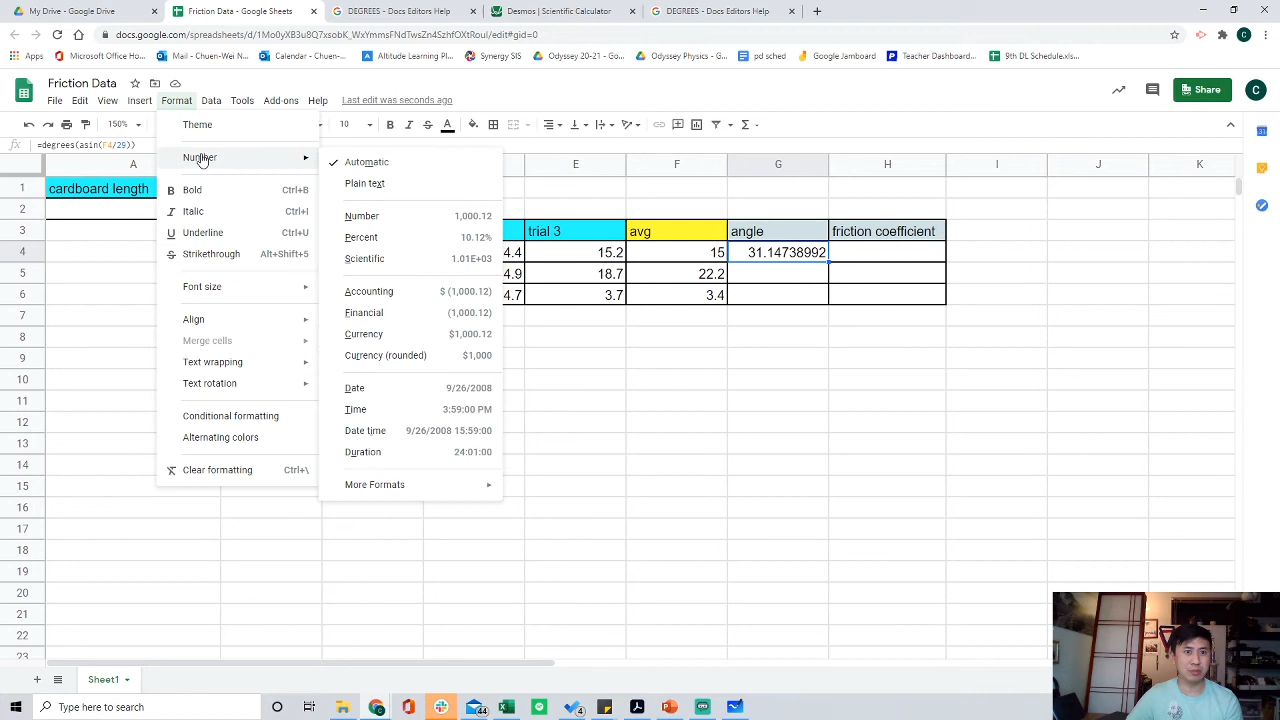 My Drive - Google Drive
Friction Data - Google Sheets
DEGREES - Docs Editors Help
Desmos | Scientific Calculator
DEGREES - Docs Editors Help
Microsoft Office Hom...
Calendar - Chuen-Wei N...
Altitude Learning - Pl...
Synergy SIS
Odyssey 20-21 - Go...
Odyssey Physics - G...
pd sched
Google Jamboard
Teacher Dashboard...
9th DL Schedule.xls...
Friction Data
File Edit View Insert Format Data Tools Add-ons Help Last edit was seconds ago
Share
C
150% 10
fx =degrees(asin(F4/29))
A E F G H I J K
Theme
Number
Bold Ctrl+B
Italic Ctrl+I
Underline Ctrl+U
Strikethrough Alt+Shift+5
Font size
Align
Merge cells
Text wrapping
Text rotation
Conditional formatting
Alternating colors
Clear formatting Ctrl+\
Automatic
Plain text
Number 1,000.12
Percent 10.12%
Scientific 1.01E+03
Accounting $ (1,000.12)
Financial (1,000.12)
Currency $1,000.12
Currency (rounded) $1,000
Date 9/26/2008
Time 3:59:00 PM
Date time 9/26/2008 15:59:00
Duration 24:01:00
More Formats
1 cardboard length
2
3 trial 3 avg angle friction coefficient
4 4.4 15.2 15 31.14738992
5 4.9 18.7 22.2
6 4.7 3.7 3.4
7
8
9
10
11
12
13
14
15
16
17
18
19
20
21
22
23
Sheet1
Type here to search
44